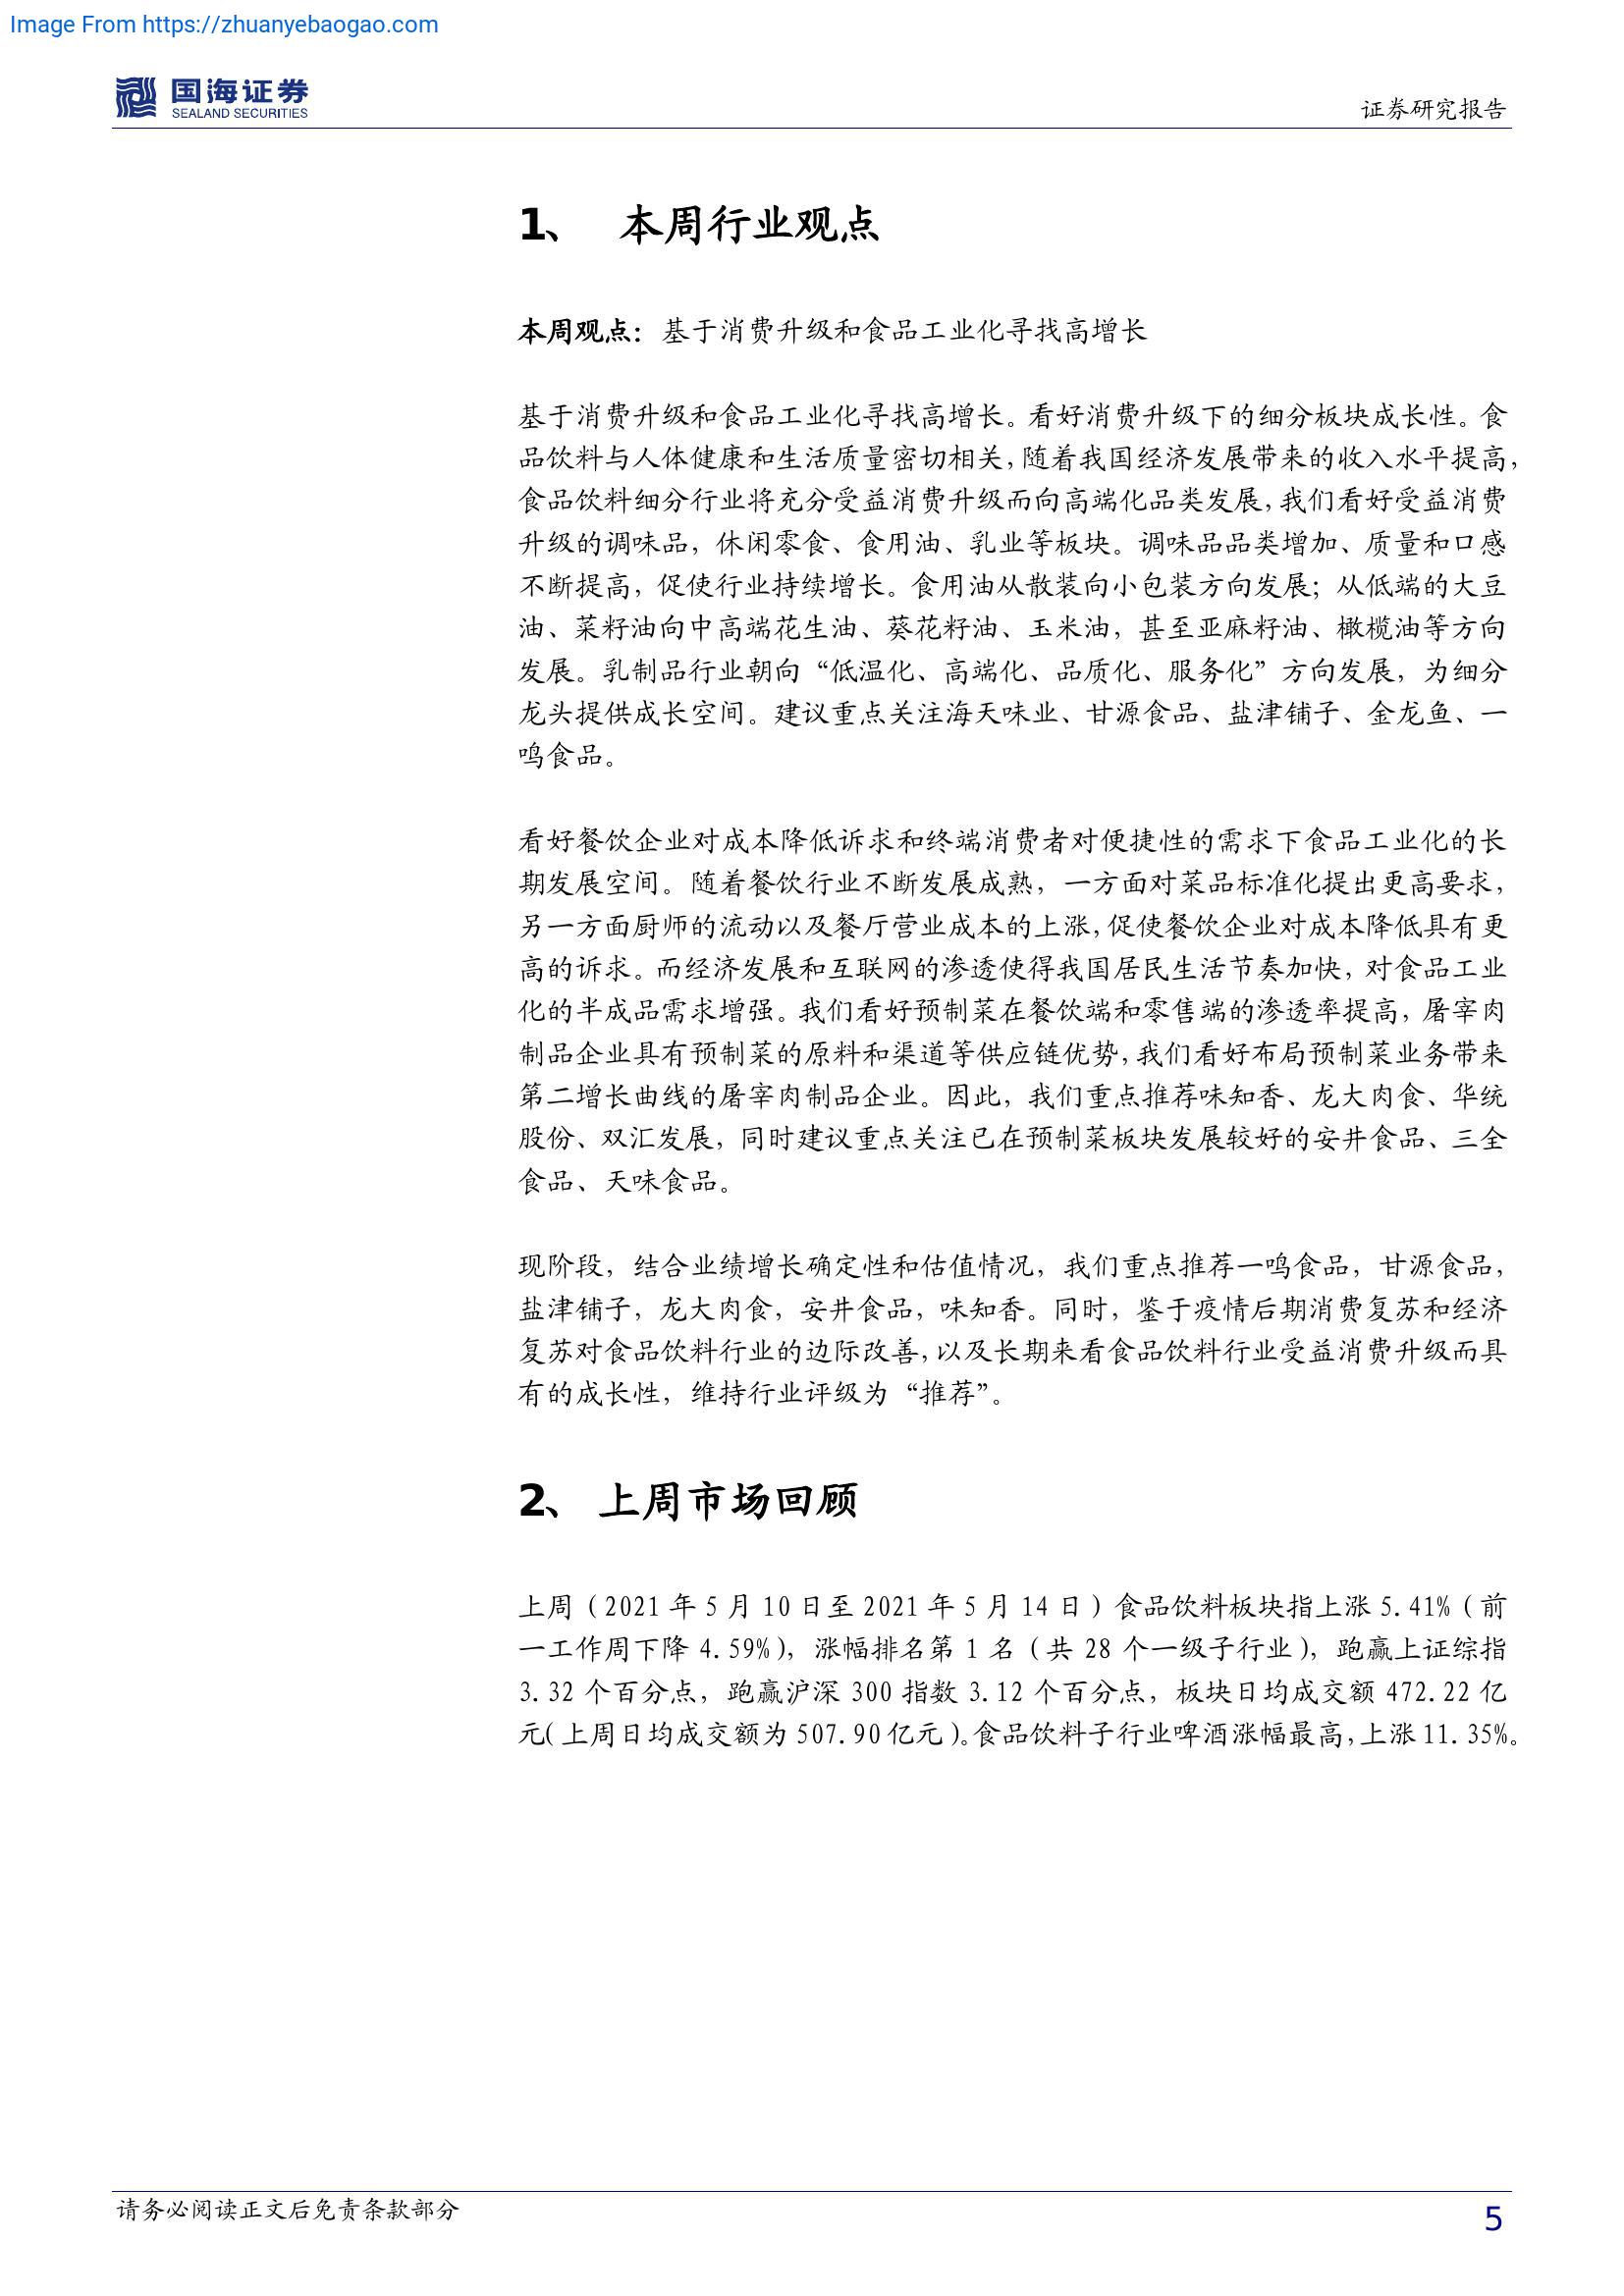 Image From https://zhuanyebaogao.com
国海证券
SEALAND SECURITIES
证券研究报告
1、 本周行业观点
本周观点：基于消费升级和食品工业化寻找高增长
基于消费升级和食品工业化寻找高增长。看好消费升级下的细分板块成长性。食
品饮料与人体健康和生活质量密切相关，随着我国经济发展带来的收入水平提高，
食品饮料细分行业将充分受益消费升级而向高端化品类发展，我们看好受益消费
升级的调味品，休闲零食、食用油、乳业等板块。调味品品类增加、质量和口感
不断提高，促使行业持续增长。食用油从散装向小包装方向发展；从低端的大豆
油、菜籽油向中高端花生油、葵花籽油、玉米油，甚至亚麻籽油、橄榄油等方向
发展。乳制品行业朝向“低温化、高端化、品质化、服务化”方向发展，为细分
龙头提供成长空间。建议重点关注海天味业、甘源食品、盐津铺子、金龙鱼、一
鸣食品。
看好餐饮企业对成本降低诉求和终端消费者对便捷性的需求下食品工业化的长
期发展空间。随着餐饮行业不断发展成熟，一方面对菜品标准化提出更高要求，
另一方面厨师的流动以及餐厅营业成本的上涨，促使餐饮企业对成本降低具有更
高的诉求。而经济发展和互联网的渗透使得我国居民生活节奏加快，对食品工业
化的半成品需求增强。我们看好预制菜在餐饮端和零售端的渗透率提高，屠宰肉
制品企业具有预制菜的原料和渠道等供应链优势，我们看好布局预制菜业务带来
第二增长曲线的屠宰肉制品企业。因此，我们重点推荐味知香、龙大肉食、华统
股份、双汇发展，同时建议重点关注已在预制菜板块发展较好的安井食品、三全
食品、天味食品。
现阶段，结合业绩增长确定性和估值情况，我们重点推荐一鸣食品，甘源食品，
盐津铺子，龙大肉食，安井食品，味知香。同时，鉴于疫情后期消费复苏和经济
复苏对食品饮料行业的边际改善，以及长期来看食品饮料行业受益消费升级而具
有的成长性，维持行业评级为“推荐”。
2、 上周市场回顾
上周（2021 年 5 月 10 日至 2021 年 5 月 14 日）食品饮料板块指上涨 5.41%（前
一工作周下降 4.59%），涨幅排名第 1 名（共 28 个一级子行业），跑赢上证综指
3.32 个百分点，跑赢沪深 300 指数 3.12 个百分点，板块日均成交额 472.22 亿
元（上周日均成交额为 507.90 亿元）。食品饮料子行业啤酒涨幅最高，上涨 11.35%。
请务必阅读正文后免责条款部分
5